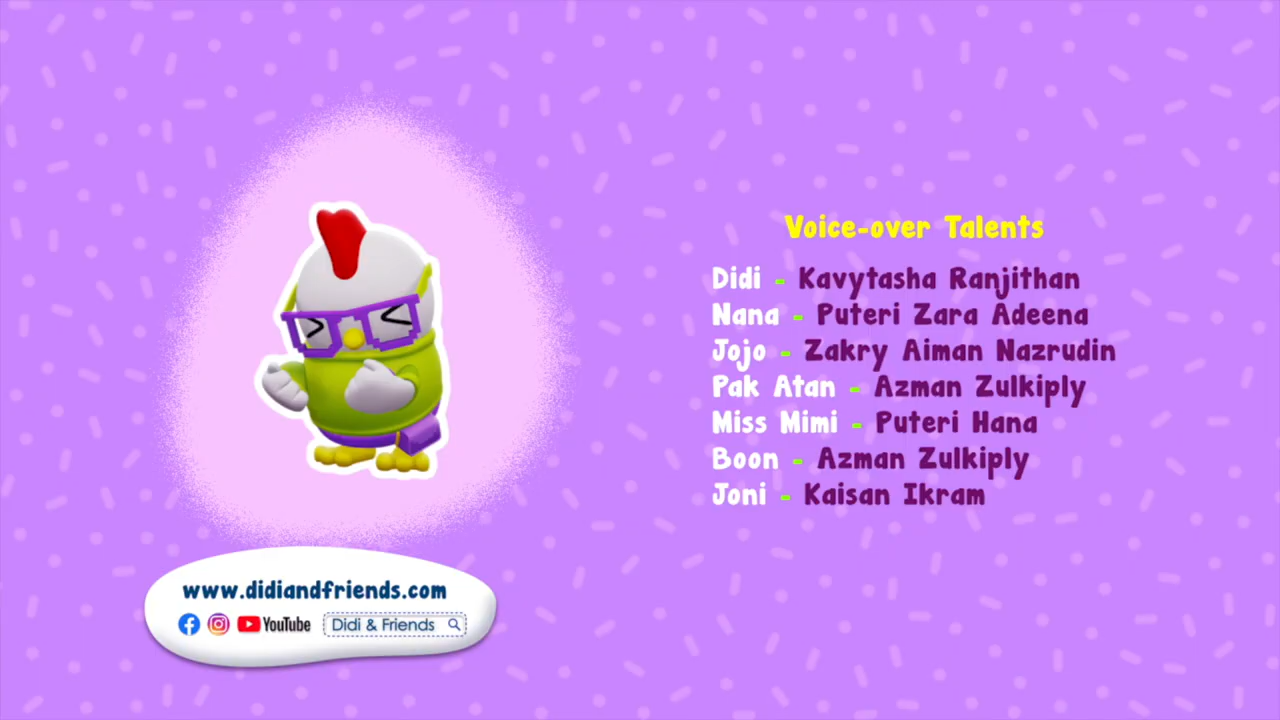 Voice-over Talents
Didi - Kavytasha Ranjithan
Nana - Puteri Zara Adeena
Jojo - Zakry Aiman Nazrudin
Pak Atan - Azman Zulkiply
Miss Mimi - Puteri Hana
Boon - Azman Zulkiply
Joni - Kaisan Ikram
www.didiandfriends.com
YouTube Didi & Friends